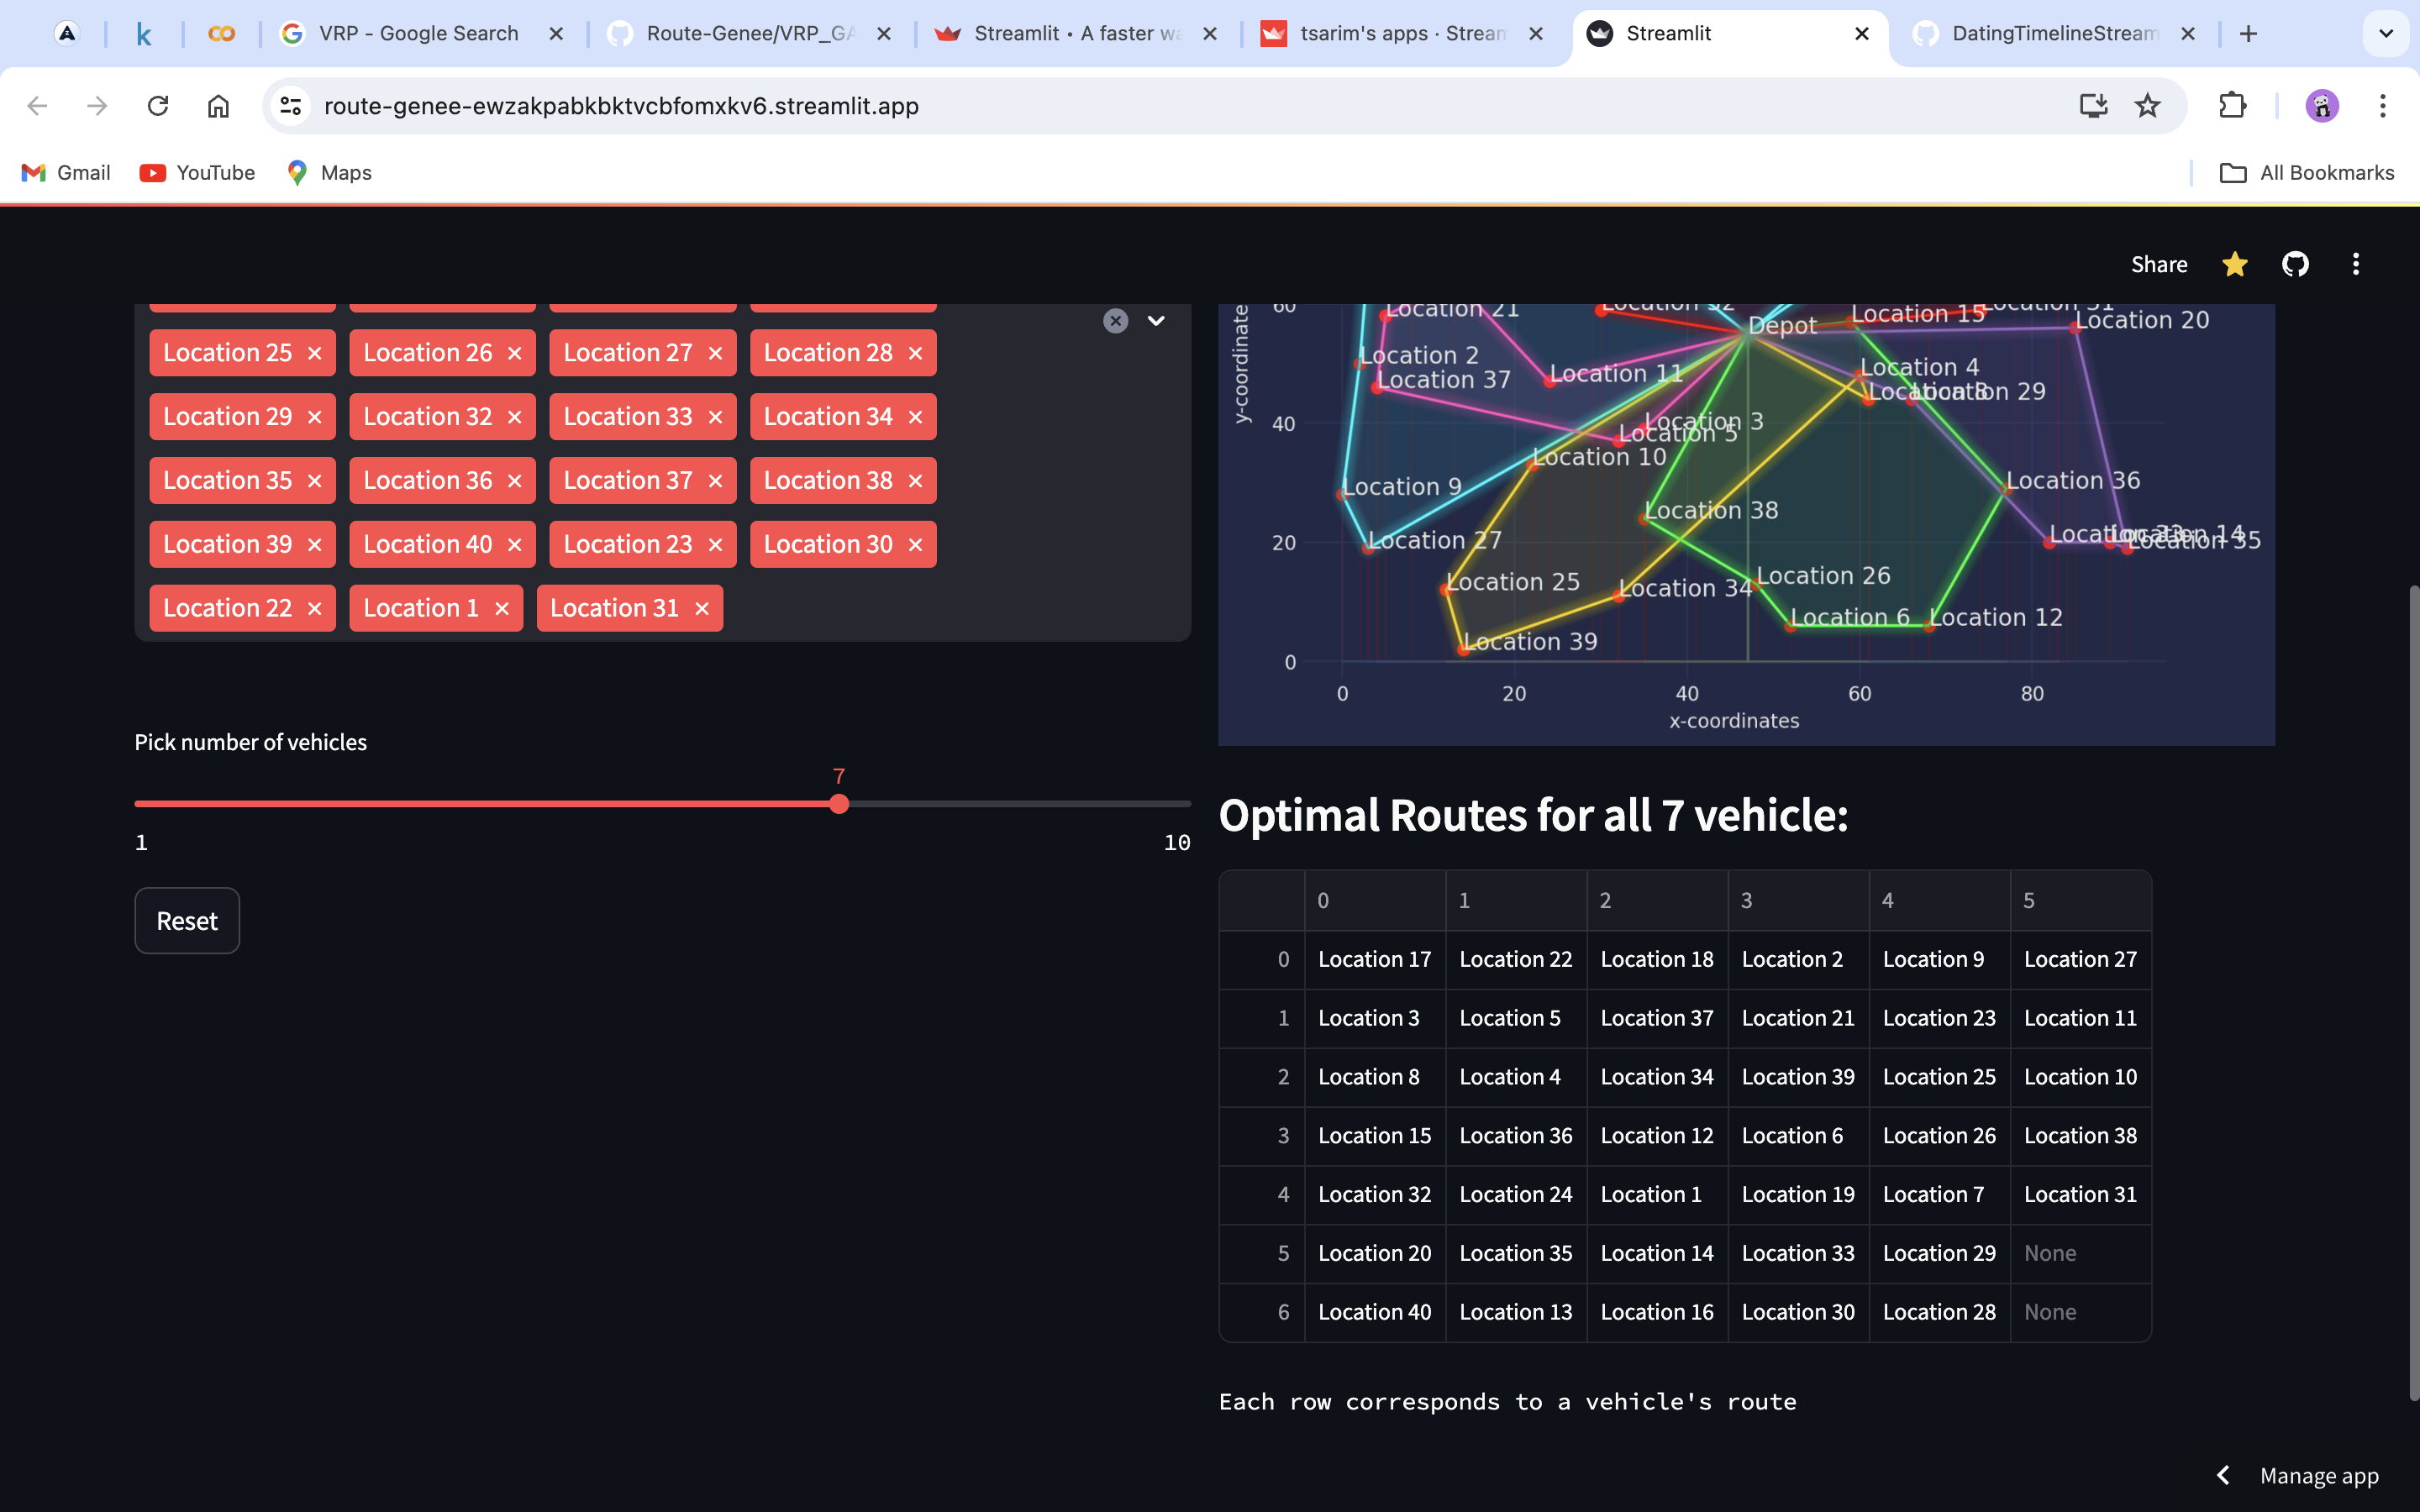 VRP - Google Search
Route-Genee/VRP_GA
Streamlit • A faster wa
tsarim's apps · Stream
Streamlit
DatingTimelineStream
route-genee-ewzakpabkbktvcbfomxkv6.streamlit.app
Gmail YouTube Maps All Bookmarks
Share
Location 25 Location 26 Location 27 Location 28
Location 29 Location 32 Location 33 Location 34
Location 35 Location 36 Location 37 Location 38
Location 39 Location 40 Location 23 Location 30
Location 22 Location 1 Location 31
Pick number of vehicles
7
1 10
Reset
y-coordinate
60
40
20
0
0 20 40 60 80
x-coordinates
Location 21
Location 32
Location 15
Location 31
Depot
Location 20
Location 2
Location 37
Location 11
Location 4
Location 8
Location 29
Location 3
Location 5
Location 10
Location 9
Location 36
Location 38
Location 27
Location 33
Location 14
Location 35
Location 25
Location 34
Location 26
Location 6
Location 12
Location 39
Optimal Routes for all 7 vehicle:
0 1 2 3 4 5
0 Location 17 Location 22 Location 18 Location 2 Location 9 Location 27
1 Location 3 Location 5 Location 37 Location 21 Location 23 Location 11
2 Location 8 Location 4 Location 34 Location 39 Location 25 Location 10
3 Location 15 Location 36 Location 12 Location 6 Location 26 Location 38
4 Location 32 Location 24 Location 1 Location 19 Location 7 Location 31
5 Location 20 Location 35 Location 14 Location 33 Location 29 None
6 Location 40 Location 13 Location 16 Location 30 Location 28 None
Each row corresponds to a vehicle's route
Manage app